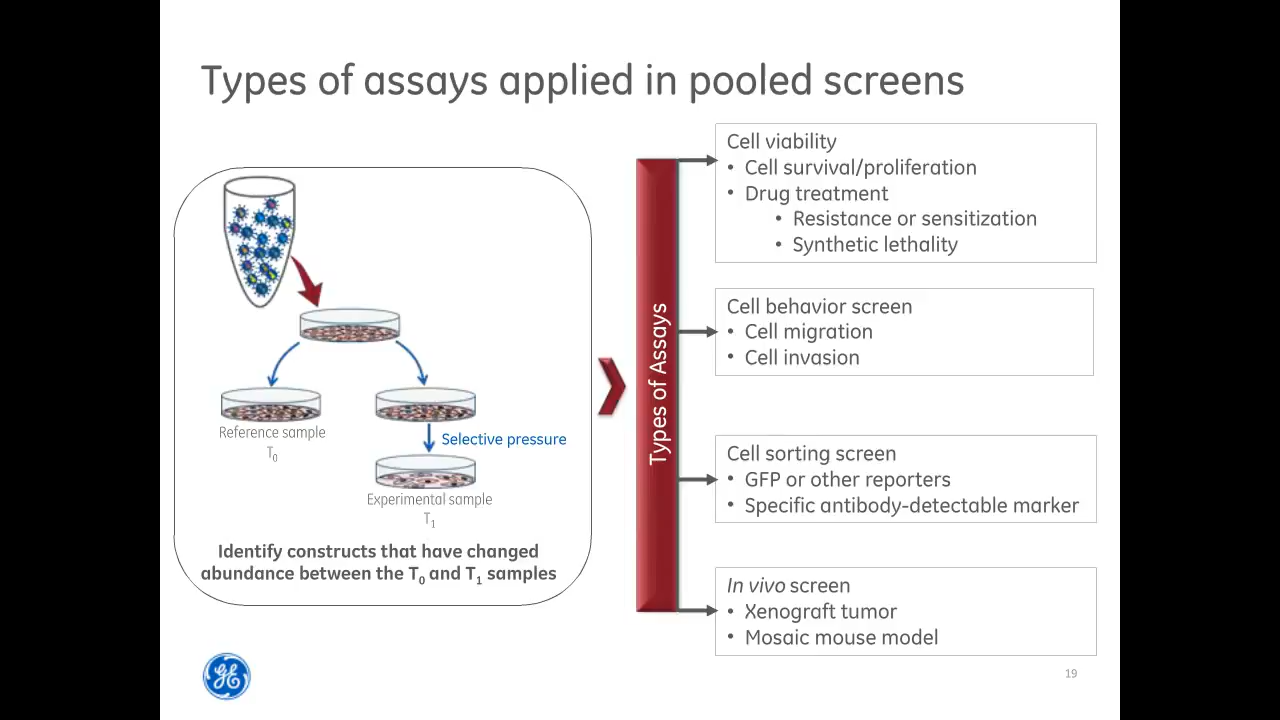 Types of assays applied in pooled screens
Reference sample
T0
Selective pressure
Experimental sample
T1
Identify constructs that have changed
abundance between the T0 and T1 samples
Types of Assays
Cell viability
• Cell survival/proliferation
• Drug treatment
• Resistance or sensitization
• Synthetic lethality
Cell behavior screen
• Cell migration
• Cell invasion
Cell sorting screen
• GFP or other reporters
• Specific antibody-detectable marker
In vivo screen
• Xenograft tumor
• Mosaic mouse model
GE
19